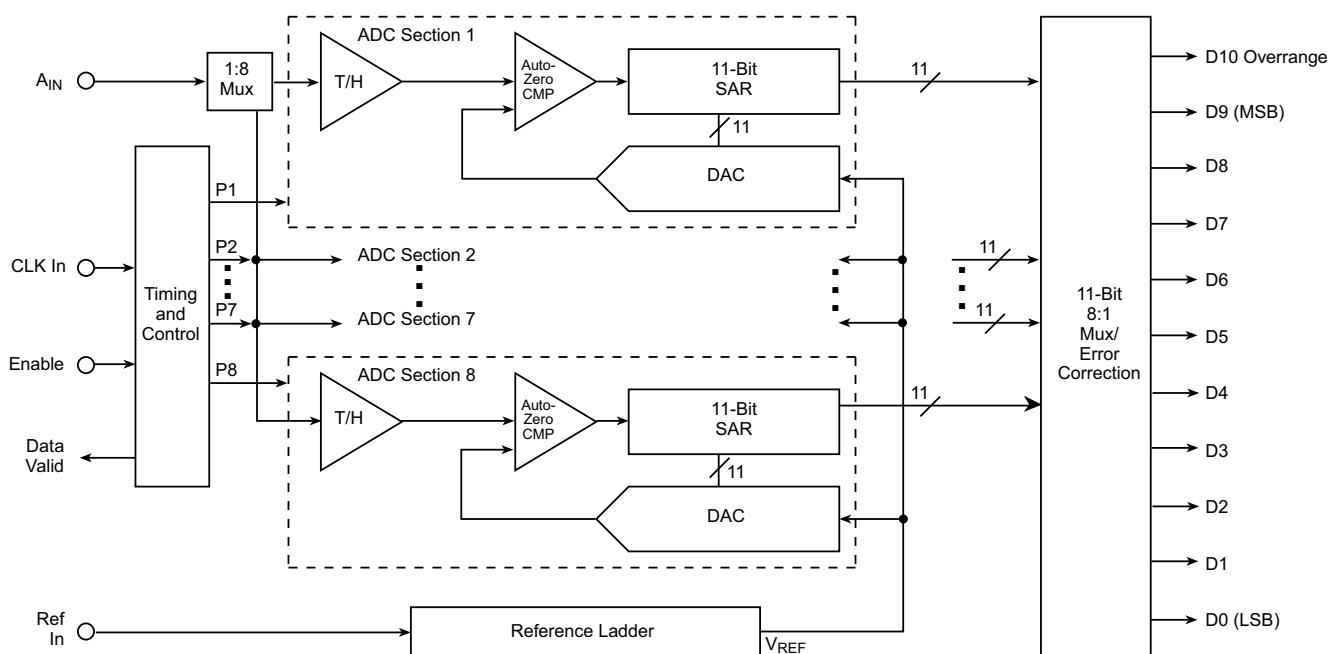 ADC Section 1
A_IN
1:8
Mux
T/H
Auto-
Zero
CMP
11-Bit
SAR
11
11
DAC
D10 Overrange
D9 (MSB)
D8
D7
D6
D5
D4
D3
D2
D1
D0 (LSB)
P1
P2
P7
P8
CLK In
Enable
Data
Valid
Timing
and
Control
ADC Section 2
ADC Section 7
11
11
11-Bit
8:1
Mux/
Error
Correction
ADC Section 8
T/H
Auto-
Zero
CMP
11-Bit
SAR
11
11
DAC
Ref
In
Reference Ladder
V_REF